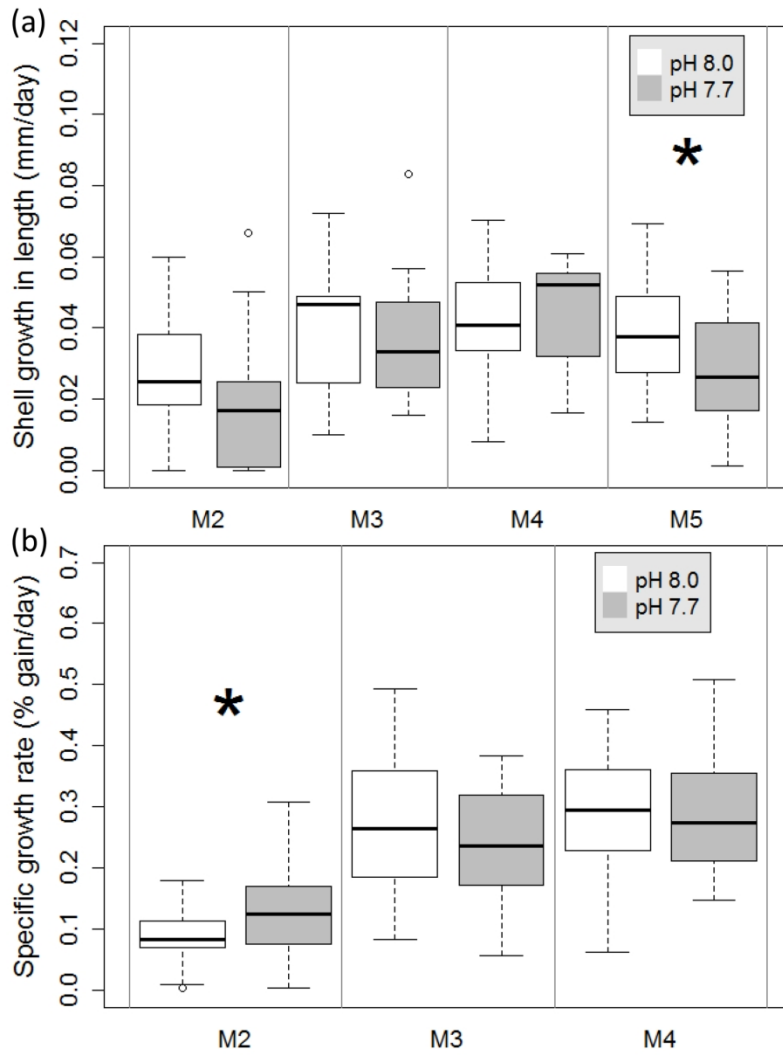 (a)
Shell growth in length (mm/day)
0.12
0.10
0.08
0.06
0.04
0.02
0.00
pH 8.0
pH 7.7
*
M2 M3 M4 M5
(b)
Specific growth rate (% gain/day)
0.7
0.6
0.5
0.4
0.3
0.2
0.1
0.0
pH 8.0
pH 7.7
*
M2 M3 M4